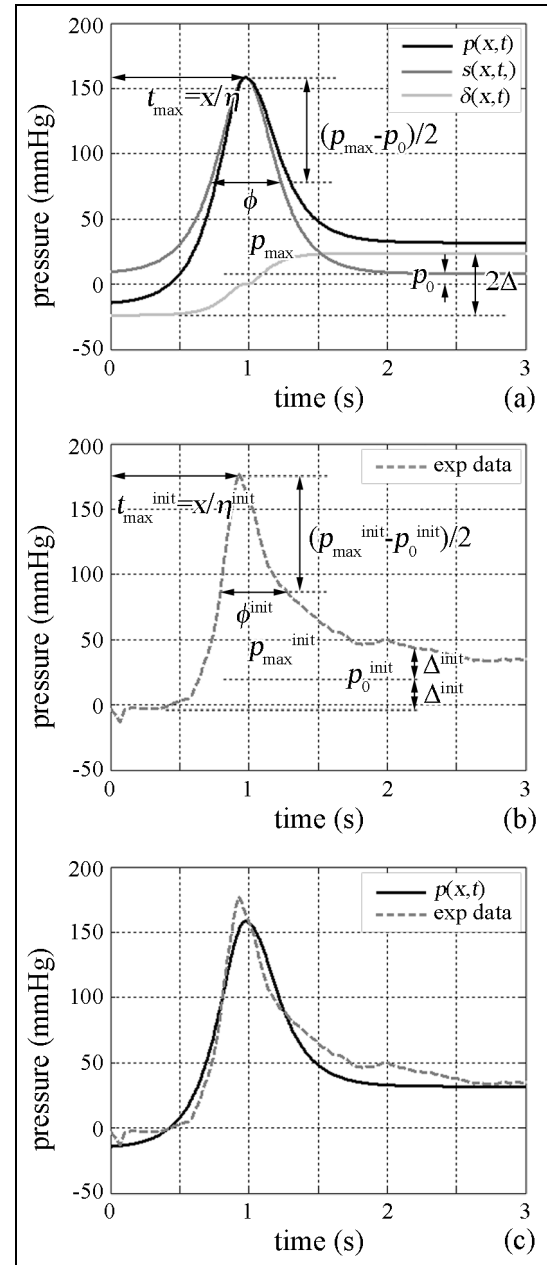 200
p(x,t)
s(x,t,)
δ(x,t)
150
t_max=x/η
(p_max-p_0)/2
100
ϕ
50
p_max
p_0
2Δ
0
-50
0 1 2 3
pressure (mmHg)
time (s)
(a)
200
exp data
150
t_max^init=x/η^init
(p_max^init-p_0^init)/2
100
ϕ^init
50
p_max^init
p_0^init
Δ^init
Δ^init
0
-50
0 1 2 3
pressure (mmHg)
time (s)
(b)
200
p(x,t)
exp data
150
100
50
0
-50
0 1 2 3
pressure (mmHg)
time (s)
(c)